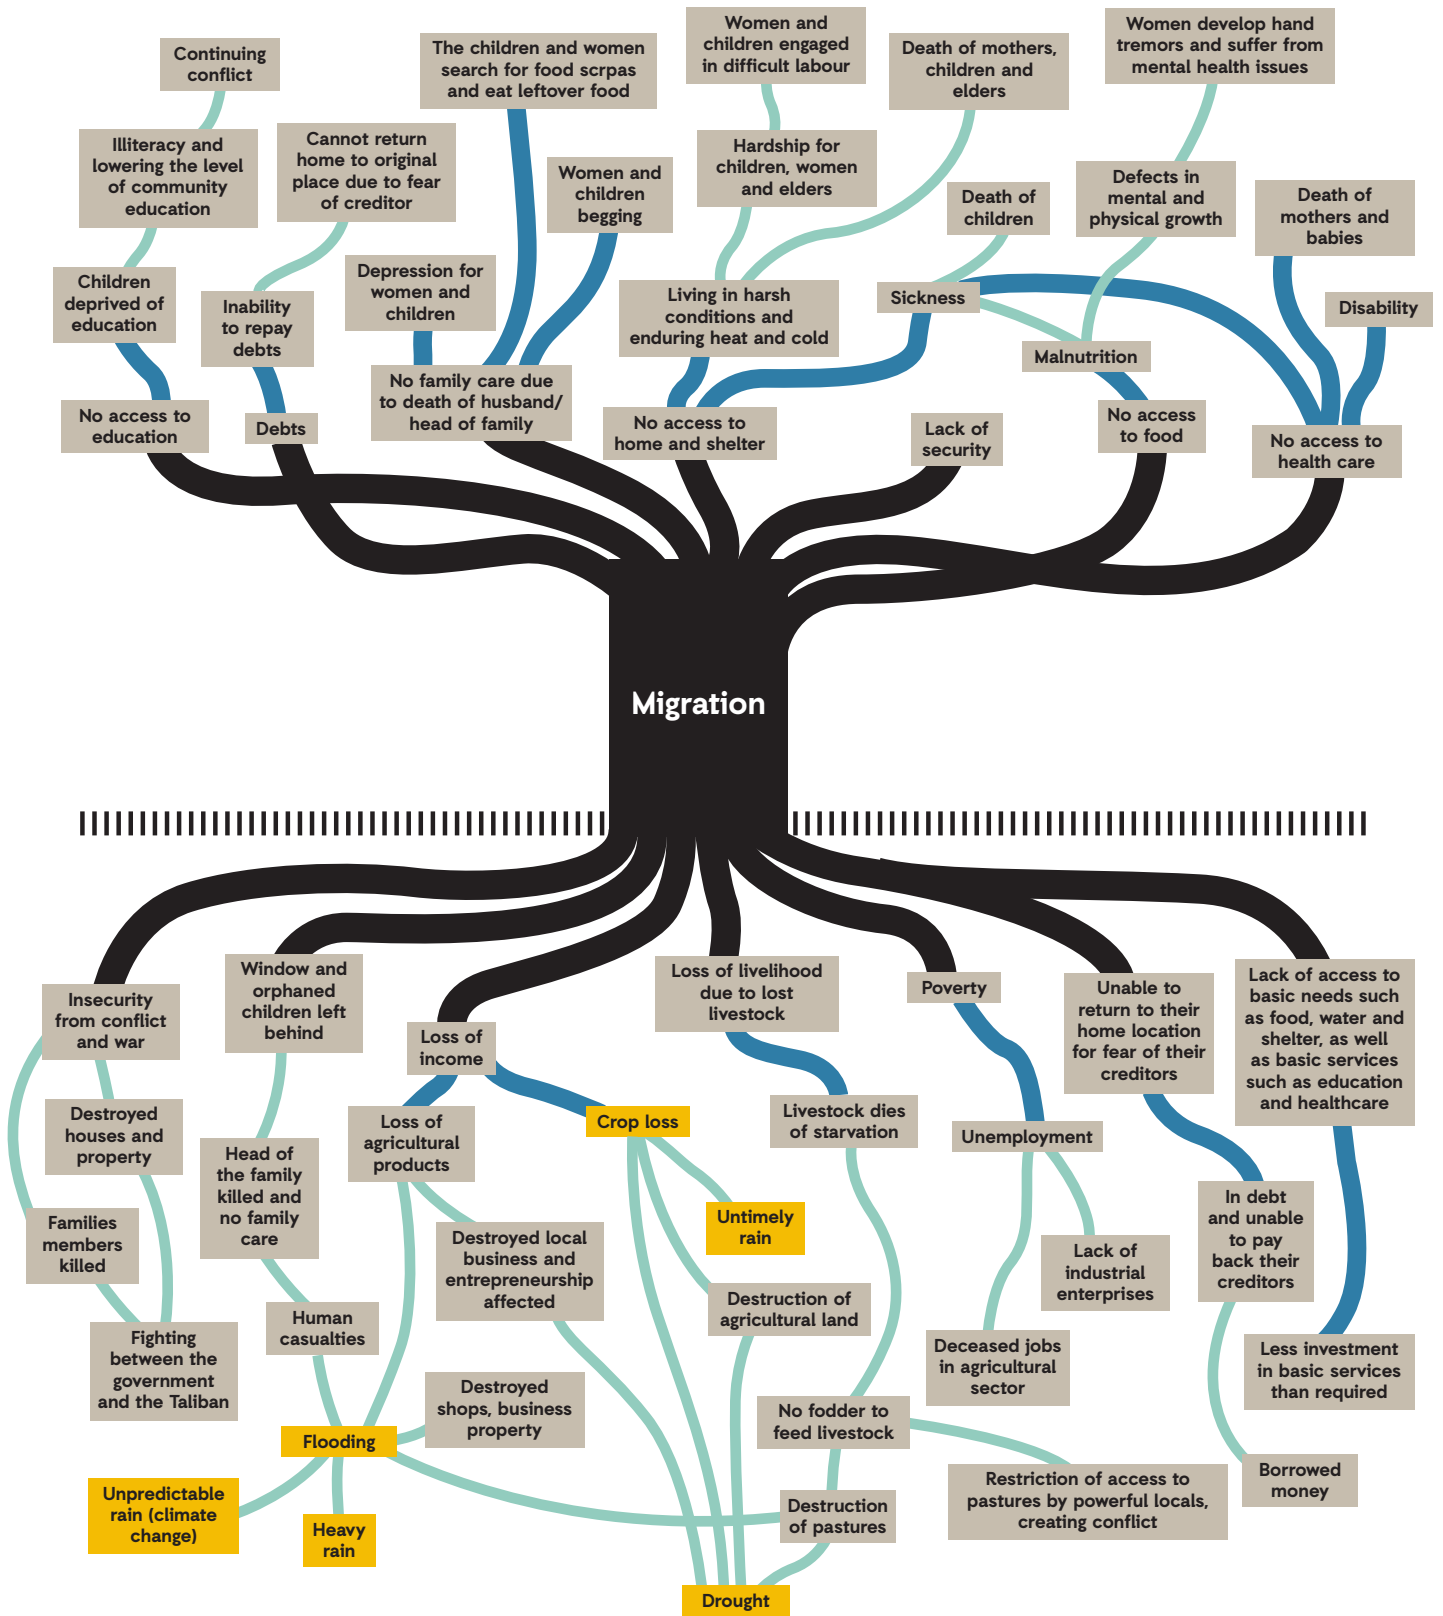 Continuing
conflict
The children and women
search for food scrpas
and eat leftover food
Women and
children engaged
in difficult labour
Death of mothers,
children and
elders
Women develop hand
tremors and suffer from
mental health issues
Illiteracy and
lowering the level
of community
education
Cannot return
home to original
place due to fear
of creditor
Women and
children
begging
Hardship for
children, women
and elders
Death of
children
Defects in
mental and
physical growth
Death of
mothers and
babies
Children
deprived of
education
Inability
to repay
debts
Depression for
women and
children
Living in harsh
conditions and
enduring heat and cold
Sickness
Malnutrition
Disability
No access to
education
Debts
No family care due
to death of husband/
head of family
No access to
home and shelter
Lack of
security
No access
to food
No access to
health care
Migration
Insecurity
from conflict
and war
Window and
orphaned
children left
behind
Loss of
income
Loss of livelihood
due to lost
livestock
Poverty
Unable to
return to their
home location
for fear of their
creditors
Lack of access to
basic needs such
as food, water and
shelter, as well
as basic services
such as education
and healthcare
Destroyed
houses and
property
Head of
the family
killed and
no family
care
Loss of
agricultural
products
Crop loss
Livestock dies
of starvation
Unemployment
Families
members
killed
Destroyed local
business and
entrepreneurship
affected
Untimely
rain
Lack of
industrial
enterprises
In debt
and unable
to pay
back their
creditors
Fighting
between the
government
and the Taliban
Human
casualties
Destruction of
agricultural land
Deceased jobs
in agricultural
sector
Less investment
in basic services
than required
Destroyed
shops, business
property
Flooding
No fodder to
feed livestock
Unpredictable
rain (climate
change)
Heavy
rain
Destruction
of pastures
Restriction of access to
pastures by powerful locals,
creating conflict
Borrowed
money
Drought